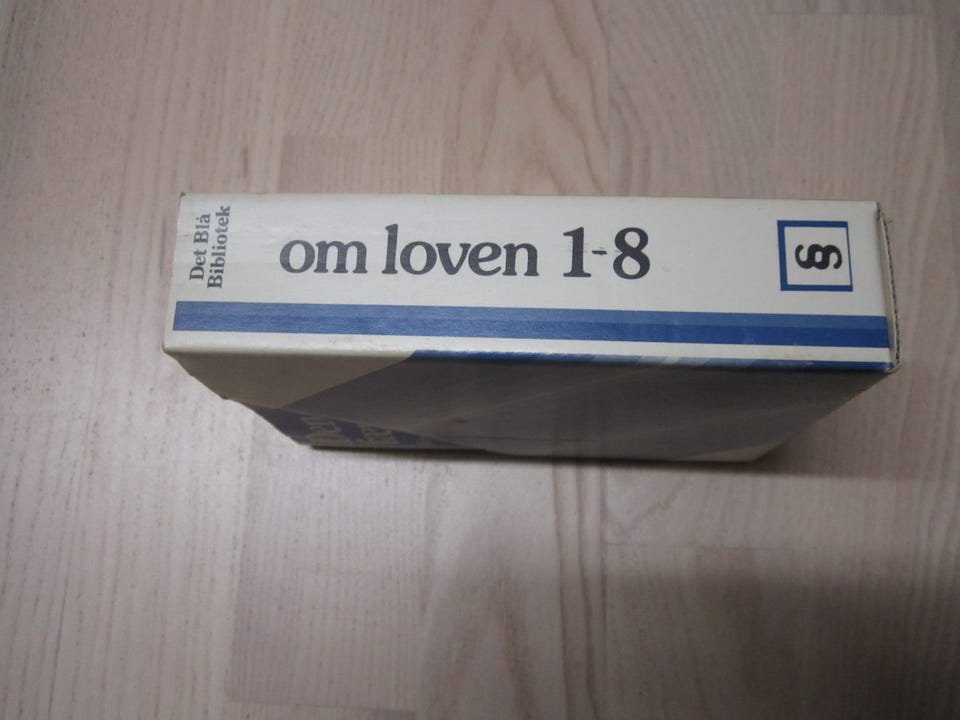 Det Blå
Bibliotek
om loven 1-8
§